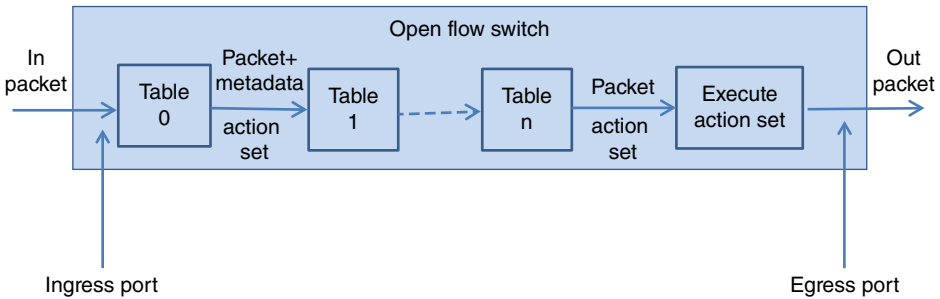 Open flow switch
In
packet
Table
0
Packet+
metadata
action
set
Table
1
Table
n
Packet
action
set
Execute
action set
Out
packet
Ingress port
Egress port